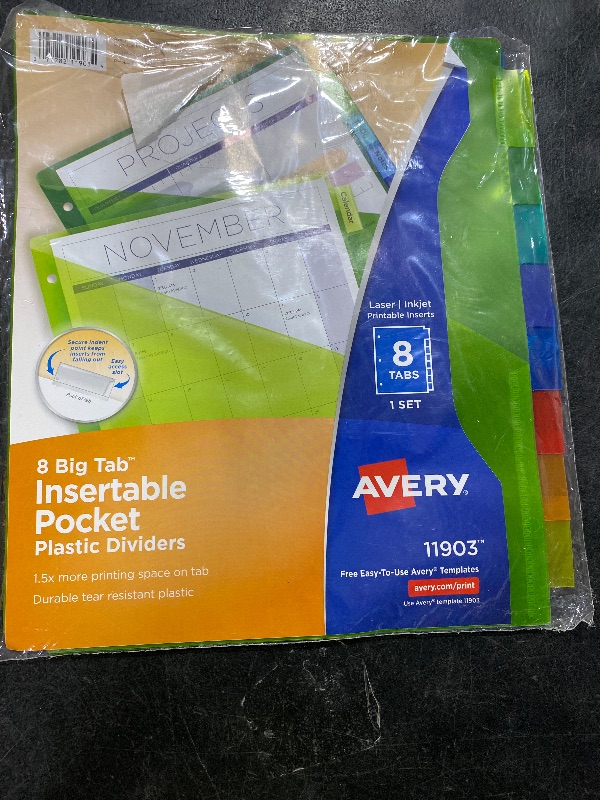 PROJECTS
NOVEMBER
Calendar
Secure indent
point keeps
inserts from
falling out
Easy
access
slot
Laser | Inkjet
Printable Inserts
8
TABS
1 SET
8 Big Tab™
Insertable
Pocket
Plastic Dividers
1.5x more printing space on tab
Durable tear resistant plastic
AVERY®
11903™
Free Easy-To-Use Avery® Templates
avery.com/print
Use Avery® template 11903